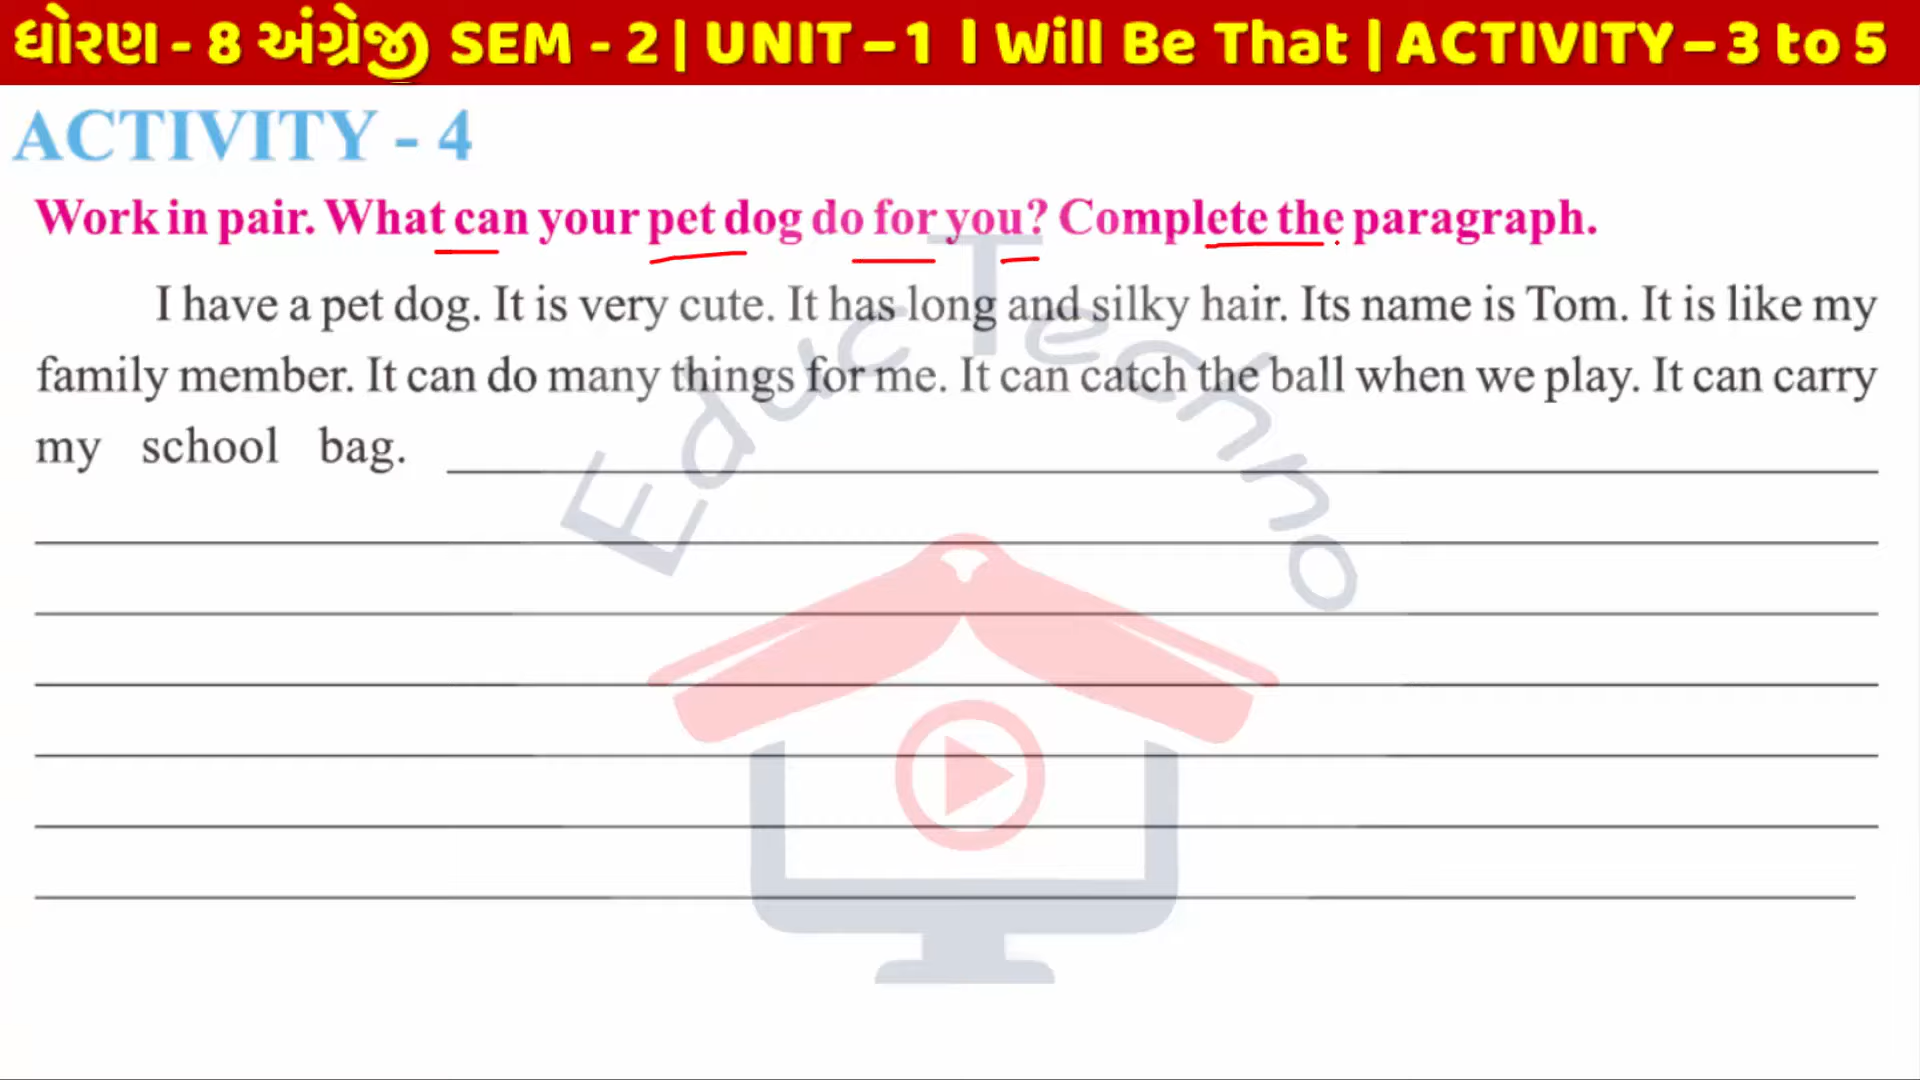 ધોરણ - 8 અંગ્રેજી SEM - 2 | UNIT – 1 I Will Be That | ACTIVITY – 3 to 5
ACTIVITY - 4
Work in pair. What can your pet dog do for you? Complete the paragraph.
I have a pet dog. It is very cute. It has long and silky hair. Its name is Tom. It is like my
family member. It can do many things for me. It can catch the ball when we play. It can carry
my school bag.
EducTechno